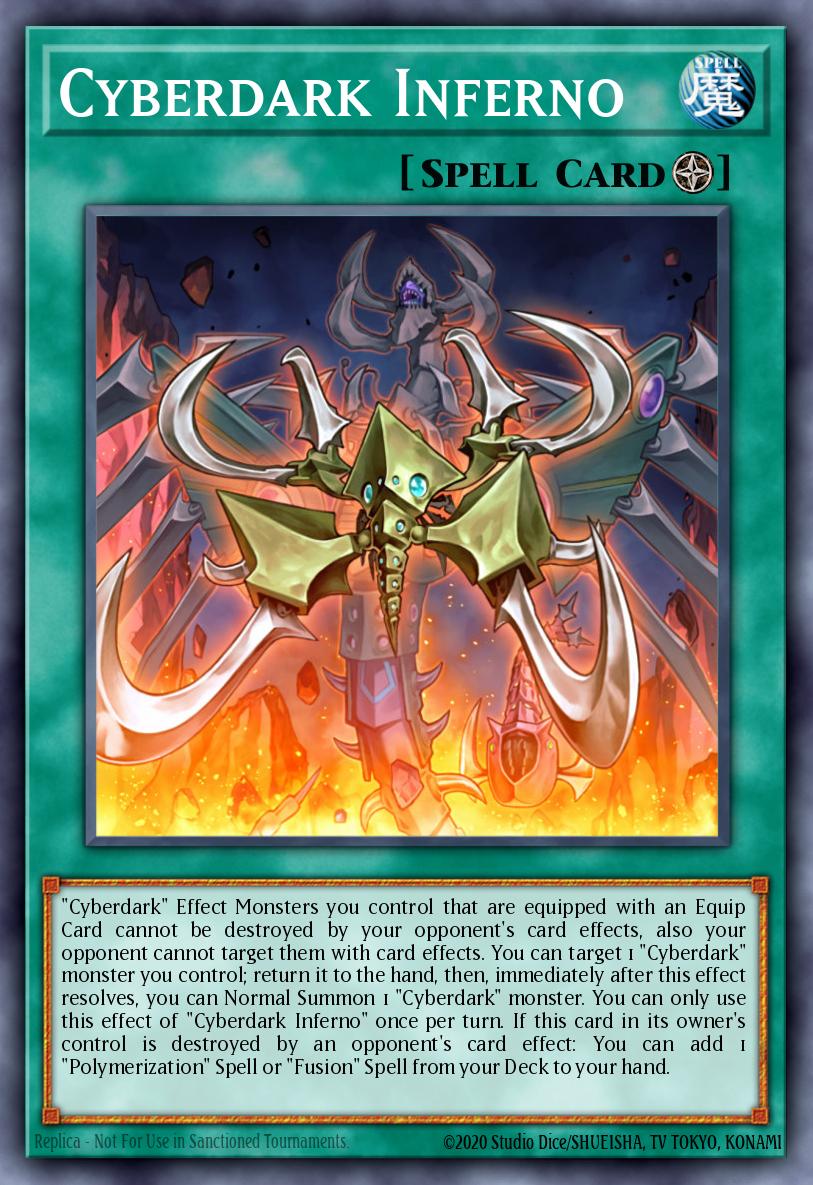 Cyberdark Inferno
SPELL
魔
[Spell Card]
"Cyberdark" Effect Monsters you control that are equipped with an Equip
Card cannot be destroyed by your opponent's card effects, also your
opponent cannot target them with card effects. You can target 1 "Cyberdark"
monster you control; return it to the hand, then, immediately after this effect
resolves, you can Normal Summon 1 "Cyberdark" monster. You can only use
this effect of "Cyberdark Inferno" once per turn. If this card in its owner's
control is destroyed by an opponent's card effect: You can add 1
"Polymerization" Spell or "Fusion" Spell from your Deck to your hand.
Replica - Not For Use in Sanctioned Tournaments.
©2020 Studio Dice/SHUEISHA, TV TOKYO, KONAMI